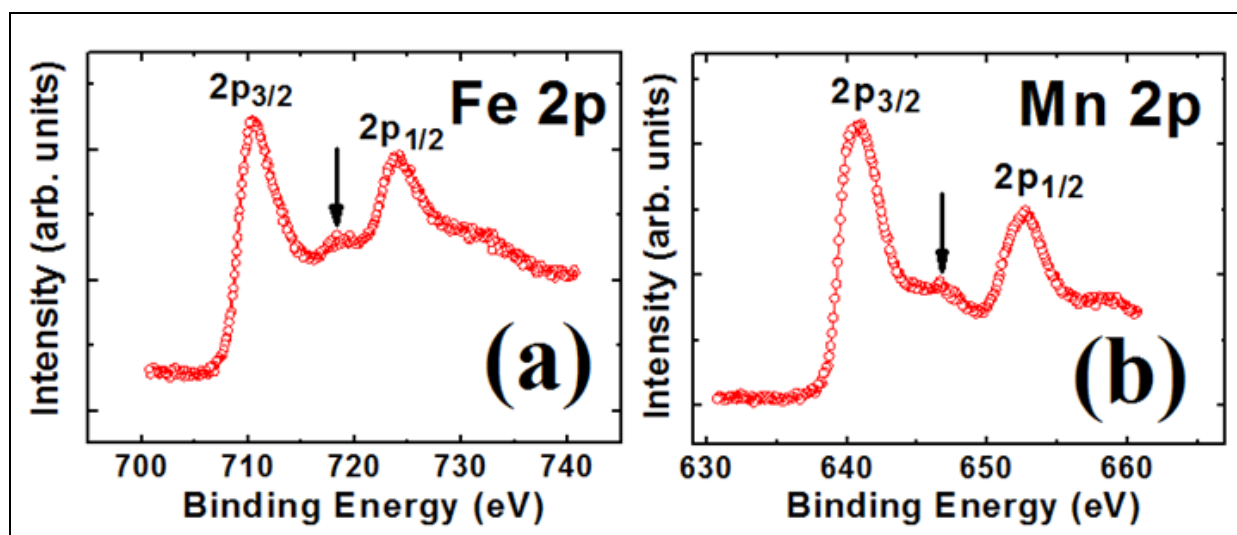 Fe 2p
2p3/2
2p1/2
(a)
Intensity (arb. units)
700 710 720 730 740
Binding Energy (eV)
Mn 2p
2p3/2
2p1/2
(b)
Intensity (arb. units)
630 640 650 660
Binding Energy (eV)